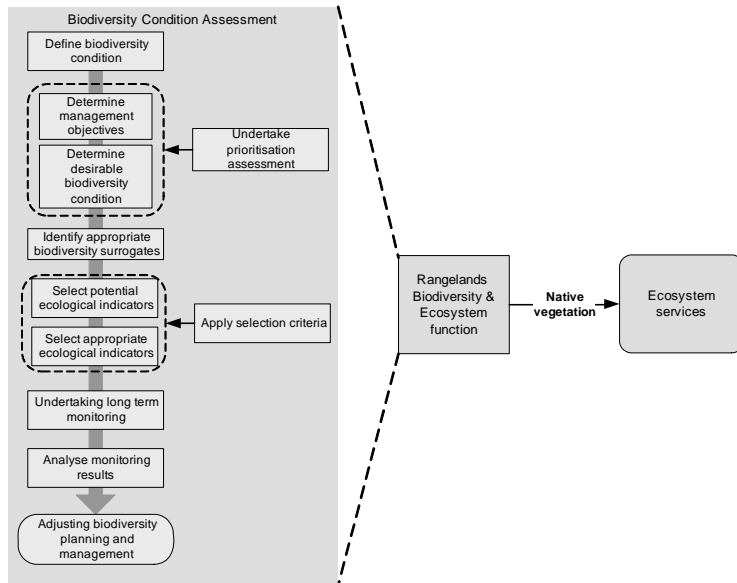 Biodiversity Condition Assessment
Define biodiversity
condition
Determine
management
objectives
Determine
desirable
biodiversity
condition
Undertake
prioritisation
assessment
Identify appropriate
biodiversity surrogates
Select potential
ecological indicators
Select appropriate
ecological indicators
Apply selection criteria
Undertaking long term
monitoring
Analyse monitoring
results
Adjusting biodiversity
planning and
management
Rangelands
Biodiversity &
Ecosystem
function
Native
vegetation
Ecosystem
services